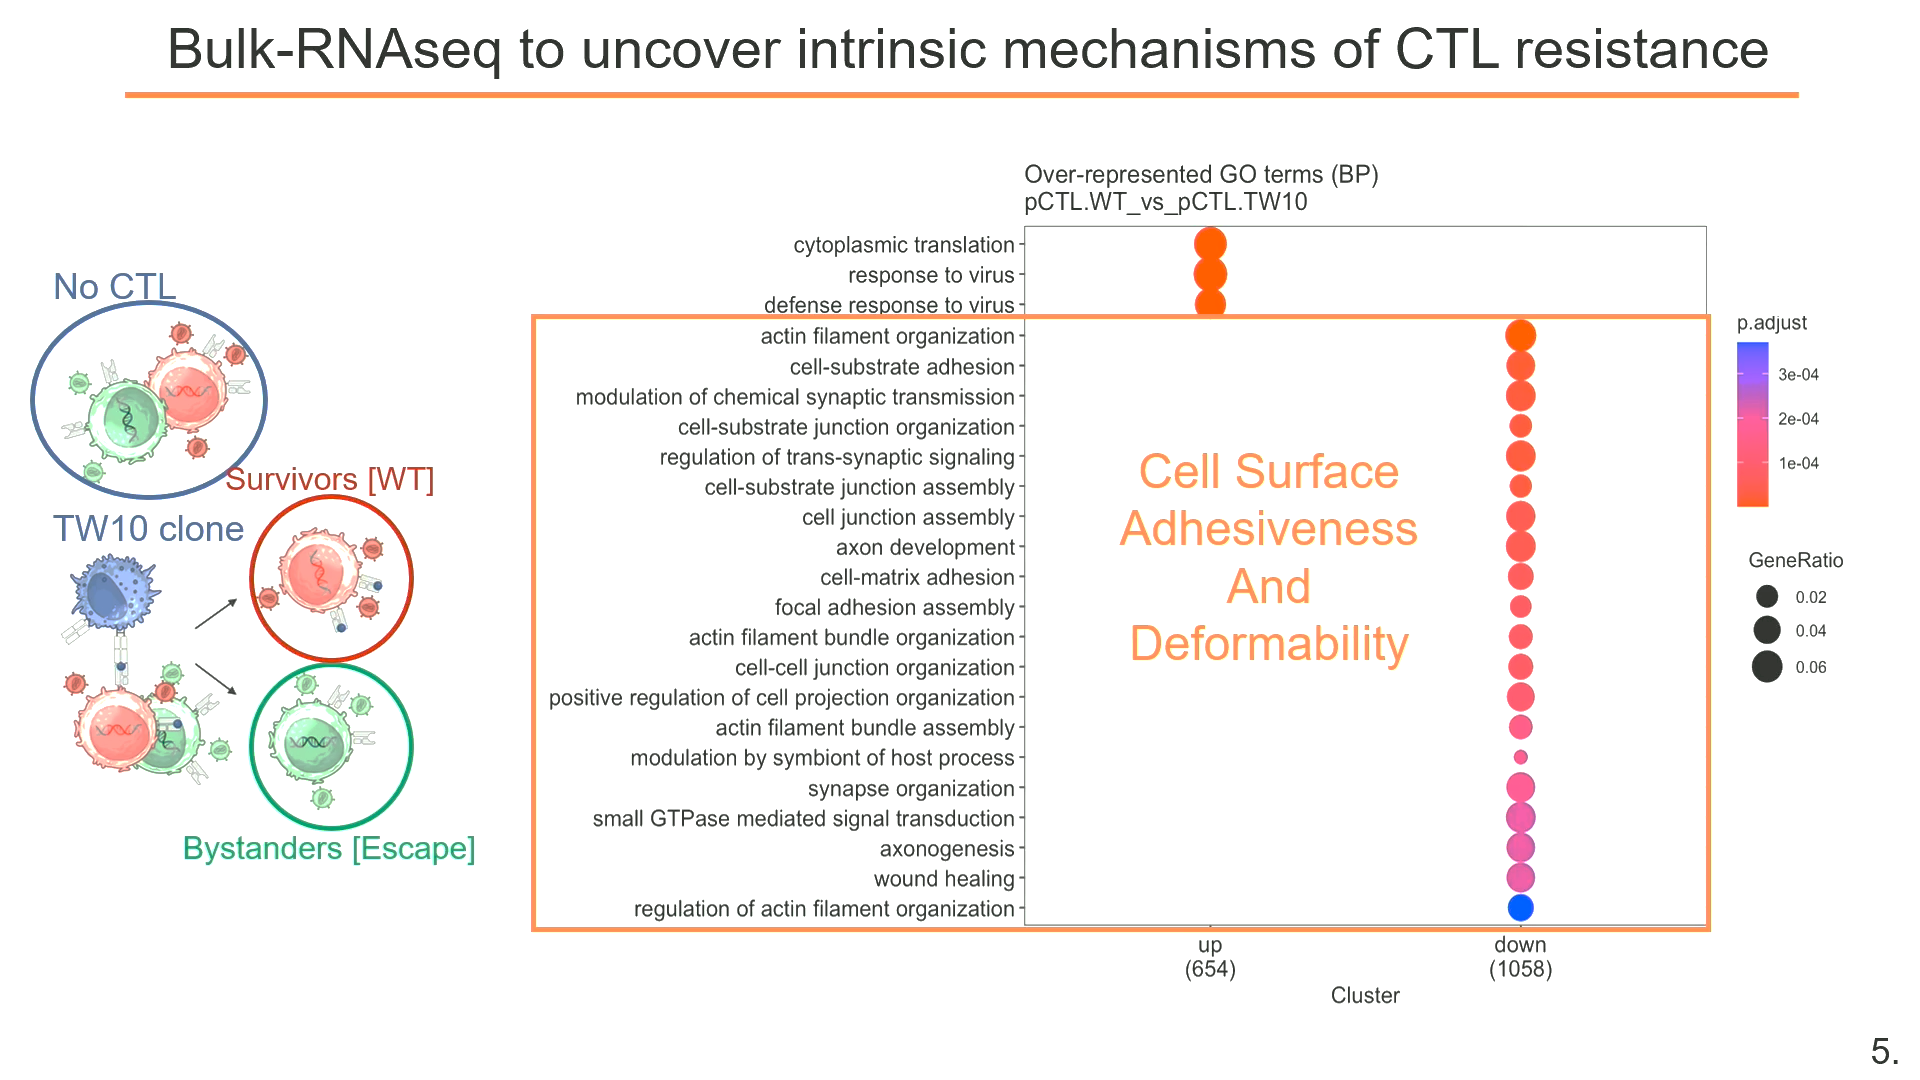 Bulk-RNAseq to uncover intrinsic mechanisms of CTL resistance
No CTL
Survivors [WT]
TW10 clone
Bystanders [Escape]
Over-represented GO terms (BP)
pCTL.WT_vs_pCTL.TW10
cytoplasmic translation
response to virus
defense response to virus
actin filament organization
cell-substrate adhesion
modulation of chemical synaptic transmission
cell-substrate junction organization
regulation of trans-synaptic signaling
cell-substrate junction assembly
cell junction assembly
axon development
cell-matrix adhesion
focal adhesion assembly
actin filament bundle organization
cell-cell junction organization
positive regulation of cell projection organization
actin filament bundle assembly
modulation by symbiont of host process
synapse organization
small GTPase mediated signal transduction
axonogenesis
wound healing
regulation of actin filament organization
Cell Surface
Adhesiveness
And
Deformability
up
(654)
down
(1058)
Cluster
p.adjust
3e-04
2e-04
1e-04
GeneRatio
0.02
0.04
0.06
5.